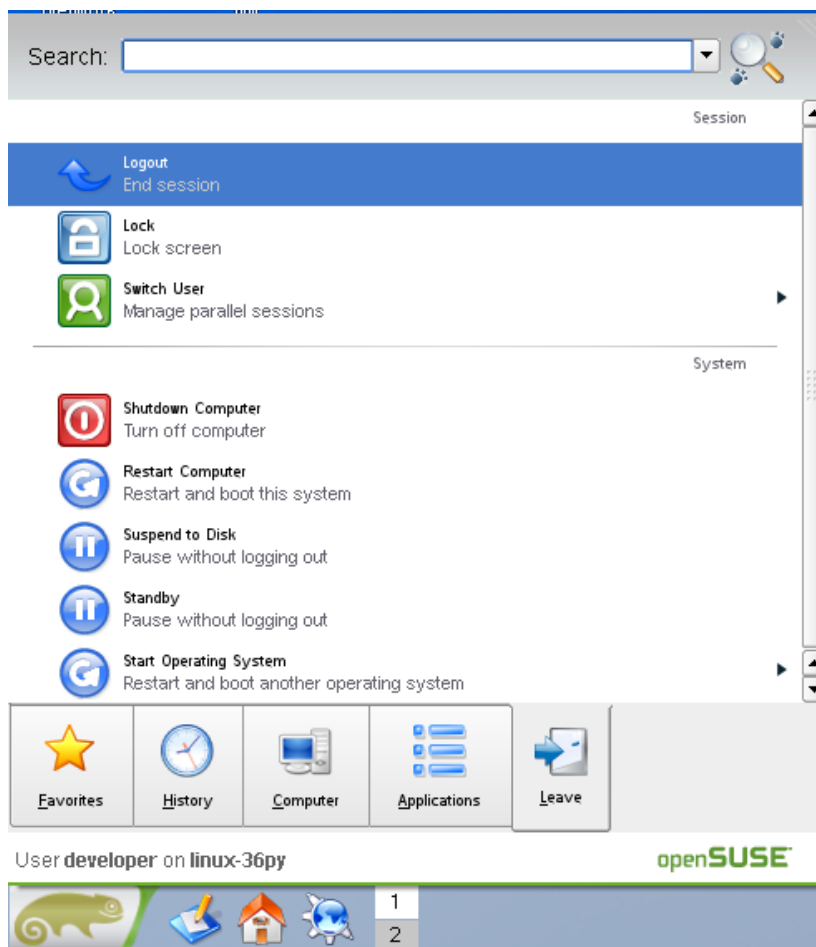 Search:
Session
Logout
End session
Lock
Lock screen
Switch User
Manage parallel sessions
System
Shutdown Computer
Turn off computer
Restart Computer
Restart and boot this system
Suspend to Disk
Pause without logging out
Standby
Pause without logging out
Start Operating System
Restart and boot another operating system
Favorites History Computer Applications Leave
User developer on linux-36py openSUSE
1
2